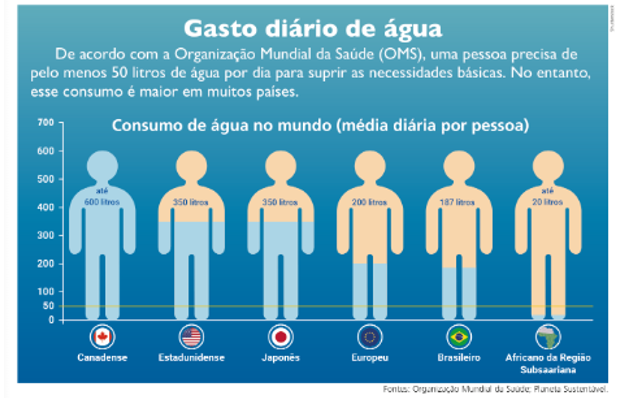 Gasto diário de água
De acordo com a Organização Mundial da Saúde (OMS), uma pessoa precisa de
pelo menos 50 litros de água por dia para suprir as necessidades básicas. No entanto,
esse consumo é maior em muitos países.
Consumo de água no mundo (média diária por pessoa)
700
600
500
400
300
200
100
50
0
até
600 litros
350 litros
350 litros
200 litros
187 litros
até
20 litros
Canadense
Estadunidense
Japonês
Europeu
Brasileiro
Africano da Região
Subsaariana
Fontes: Organização Mundial da Saúde; Planeta Sustentável.